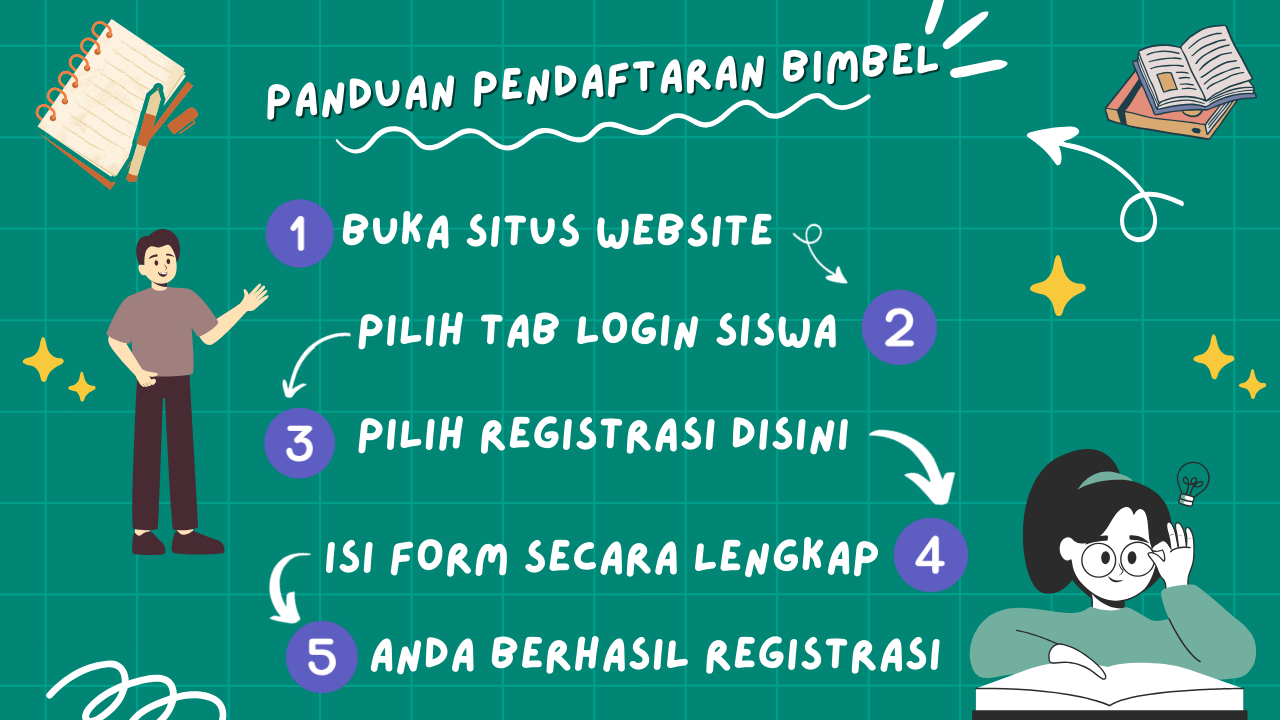 PANDUAN PENDAFTARAN BIMBEL
1 BUKA SITUS WEBSITE
PILIH TAB LOGIN SISWA 2
3 PILIH REGISTRASI DISINI
ISI FORM SECARA LENGKAP 4
5 ANDA BERHASIL REGISTRASI